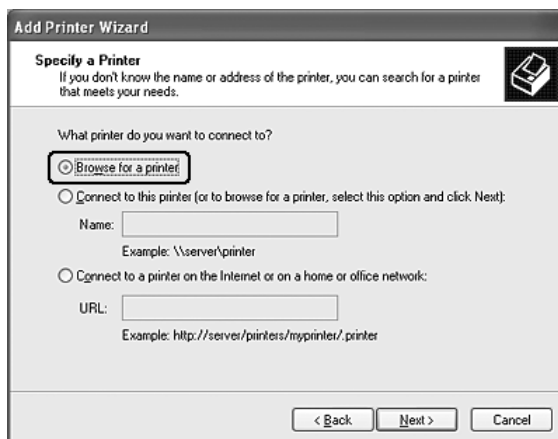 Add Printer Wizard
Specify a Printer
If you don't know the name or address of the printer, you can search for a printer
that meets your needs.
What printer do you want to connect to?
Browse for a printer
Connect to this printer (or to browse for a printer, select this option and click Next):
Name:
Example: \\server\printer
Connect to a printer on the Internet or on a home or office network:
URL:
Example: http://server/printers/myprinter/.printer
< Back Next > Cancel